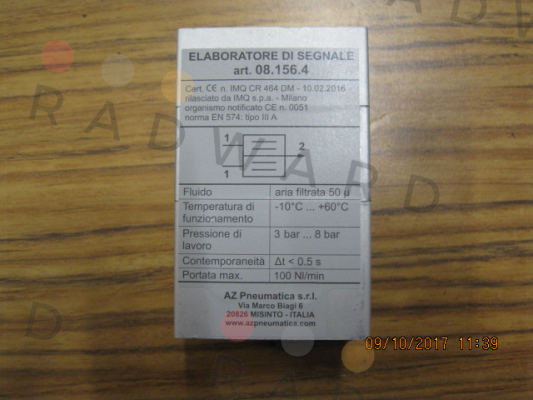 ELABORATORE DI SEGNALE
art. 08.156.4
Cert. CE n. IMQ CR 464 DM - 10.02.2016 -
rilasciato da IMQ s.p.a. - Milano
organismo notificato CE n. 0051
norma EN 574: tipo III A
1
2
1
Fluido aria filtrata 50 µ
Temperatura di funzionamento -10°C ... +60°C
Pressione di lavoro 3 bar ... 8 bar
Contemporaneità Δt < 0.5 s
Portata max. 100 Nl/min
AZ Pneumatica s.r.l.
Via Marco Biagi 6
20826 MISINTO - ITALIA
www.azpneumatica.com
RADWARD
09/10/2017 11:39